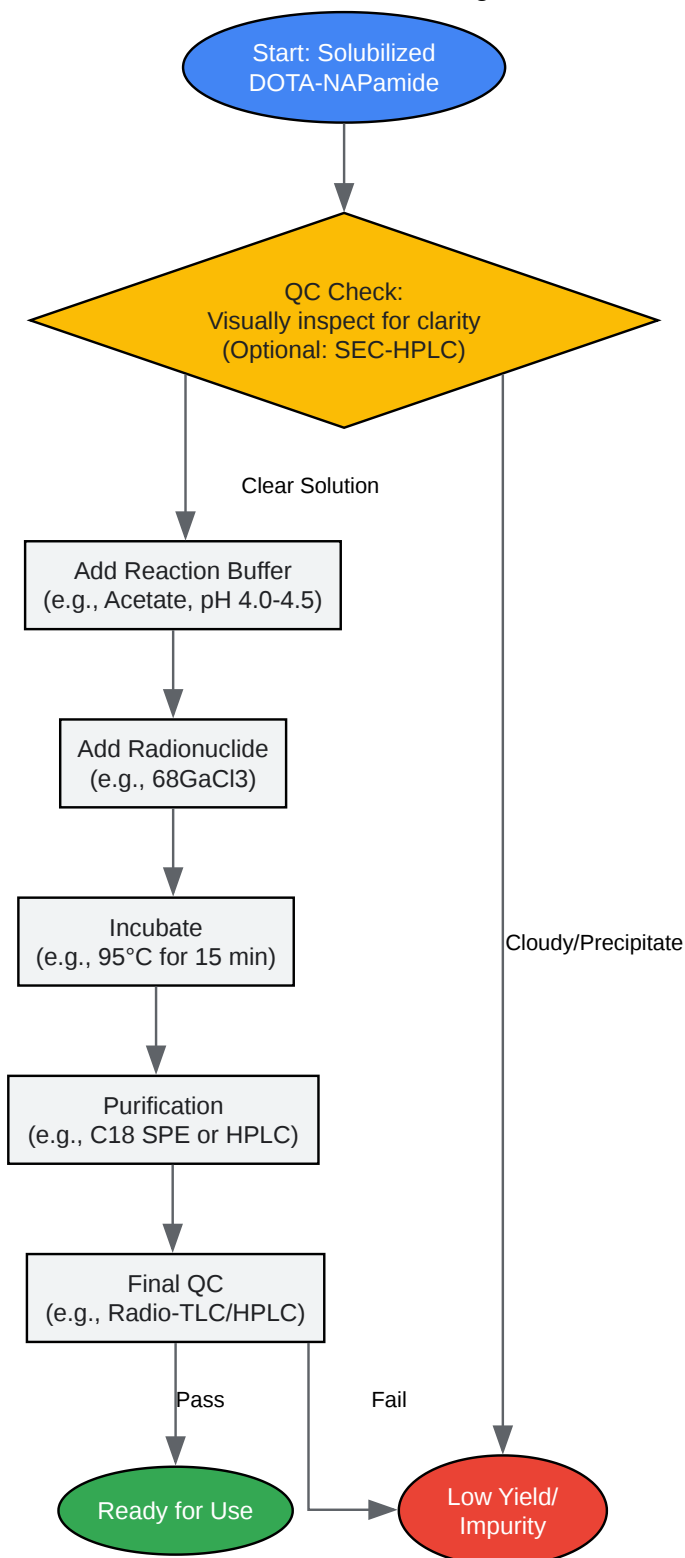 Start: Solubilized
DOTA-NAPamide
QC Check:
Visually inspect for clarity
(Optional: SEC-HPLC)
Clear Solution
Add Reaction Buffer
(e.g., Acetate, pH 4.0-4.5)
Add Radionuclide
(e.g., 68GaCl3)
Incubate
(e.g., 95°C for 15 min)
Cloudy/Precipitate
Purification
(e.g., C18 SPE or HPLC)
Final QC
(e.g., Radio-TLC/HPLC)
Pass
Fail
Ready for Use
Low Yield/
Impurity